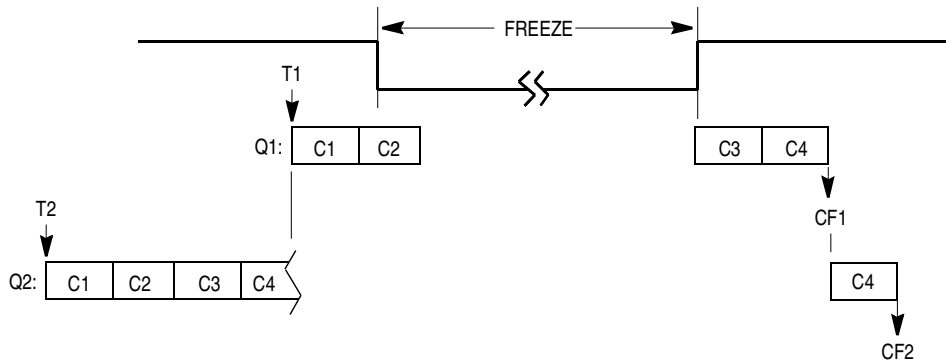 FREEZE
T1
Q1: C1 C2 C3 C4
T2
CF1
Q2: C1 C2 C3 C4 C4
CF2